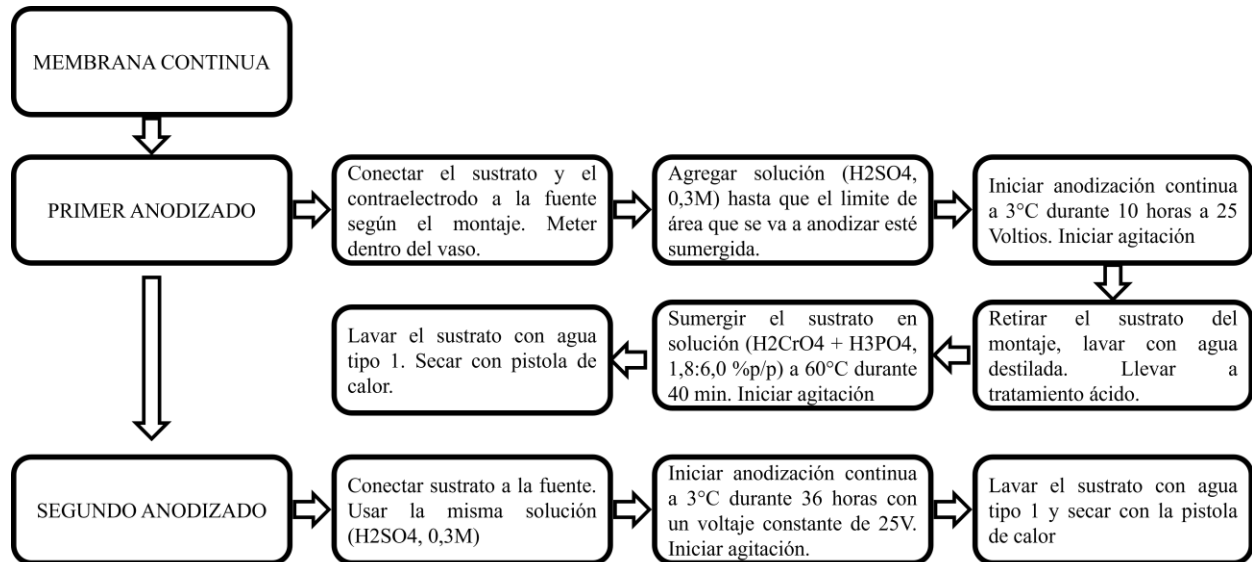 MEMBRANA CONTINUA
PRIMER ANODIZADO
Conectar el sustrato y el
contraelectrodo a la fuente
según el montaje. Meter
dentro del vaso.
Agregar solución (H2SO4,
0,3M) hasta que el limite de
área que se va a anodizar esté
sumergida.
Iniciar anodización continua
a 3°C durante 10 horas a 25
Voltios. Iniciar agitación
Retirar el sustrato del
montaje, lavar con agua
destilada. Llevar a
tratamiento ácido.
Sumergir el sustrato en
solución (H2CrO4 + H3PO4,
1,8:6,0 %p/p) a 60°C durante
40 min. Iniciar agitación
Lavar el sustrato con agua
tipo 1. Secar con pistola de
calor.
SEGUNDO ANODIZADO
Conectar sustrato a la fuente.
Usar la misma solución
(H2SO4, 0,3M)
Iniciar anodización continua
a 3°C durante 36 horas con
un voltaje constante de 25V.
Iniciar agitación.
Lavar el sustrato con agua
tipo 1 y secar con la pistola
de calor